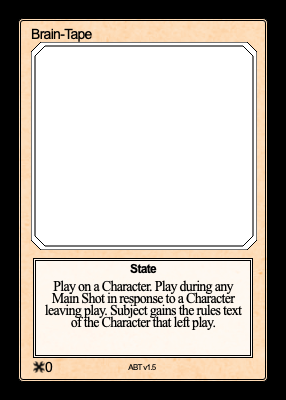 Brain-Tape
State
Play on a Character. Play during any
Main Shot in response to a Character
leaving play. Subject gains the rules text
of the Character that left play.
0
ABT v1.5